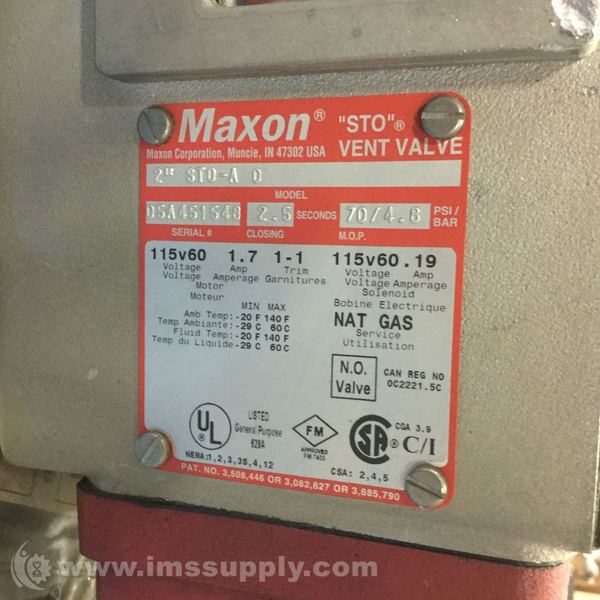 Maxon® "STO"®
Maxon Corporation, Muncie, IN 47302 USA VENT VALVE
2" STO-A O
MODEL
05A451546 2.5 SECONDS 70/4.8 PSI/BAR
SERIAL # CLOSING M.O.P.
115v60 1.7 1-1 115v60 .19
Voltage Amp Trim Voltage Amp
Voltage Amperage Garnitures Voltage Amperage
Motor Solenoid
Moteur Bobine Electrique
MIN MAX
Amb Temp: -20 F 140 F
Temp Ambiante: -29 C 60 C
Fluid Temp: -20 F 140 F
Temp du Liquide -29 C 60 C
NAT GAS
Service
Utilisation
N.O.
Valve
CAN REG NO
0C2221.5C
UL
LISTED
General Purpose
628A
NEMA:1,2,3,3S,4,12
FM
APPROVED
FM 7400
SA
CGA 3.9
® C/I
CSA: 2,4,5
PAT. NO. 3,508,446 OR 3,082,627 OR 3,685,790
www.imssupply.com